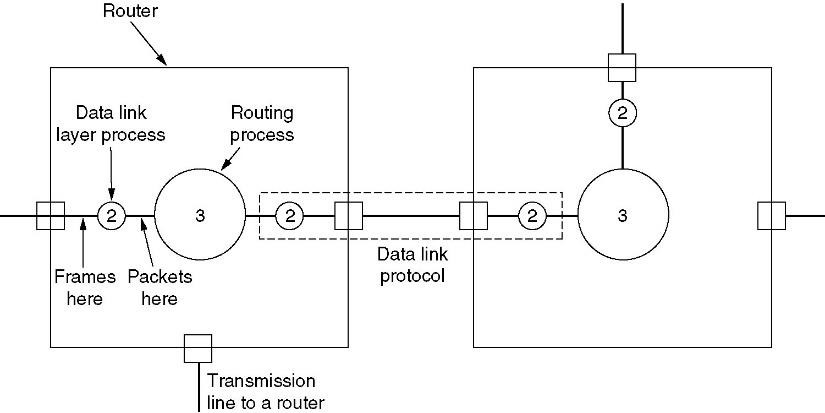 Router
Data link
layer process
Routing
process
2
2
3
2
2
3
Frames
here
Packets
here
Data link
protocol
Transmission
line to a router